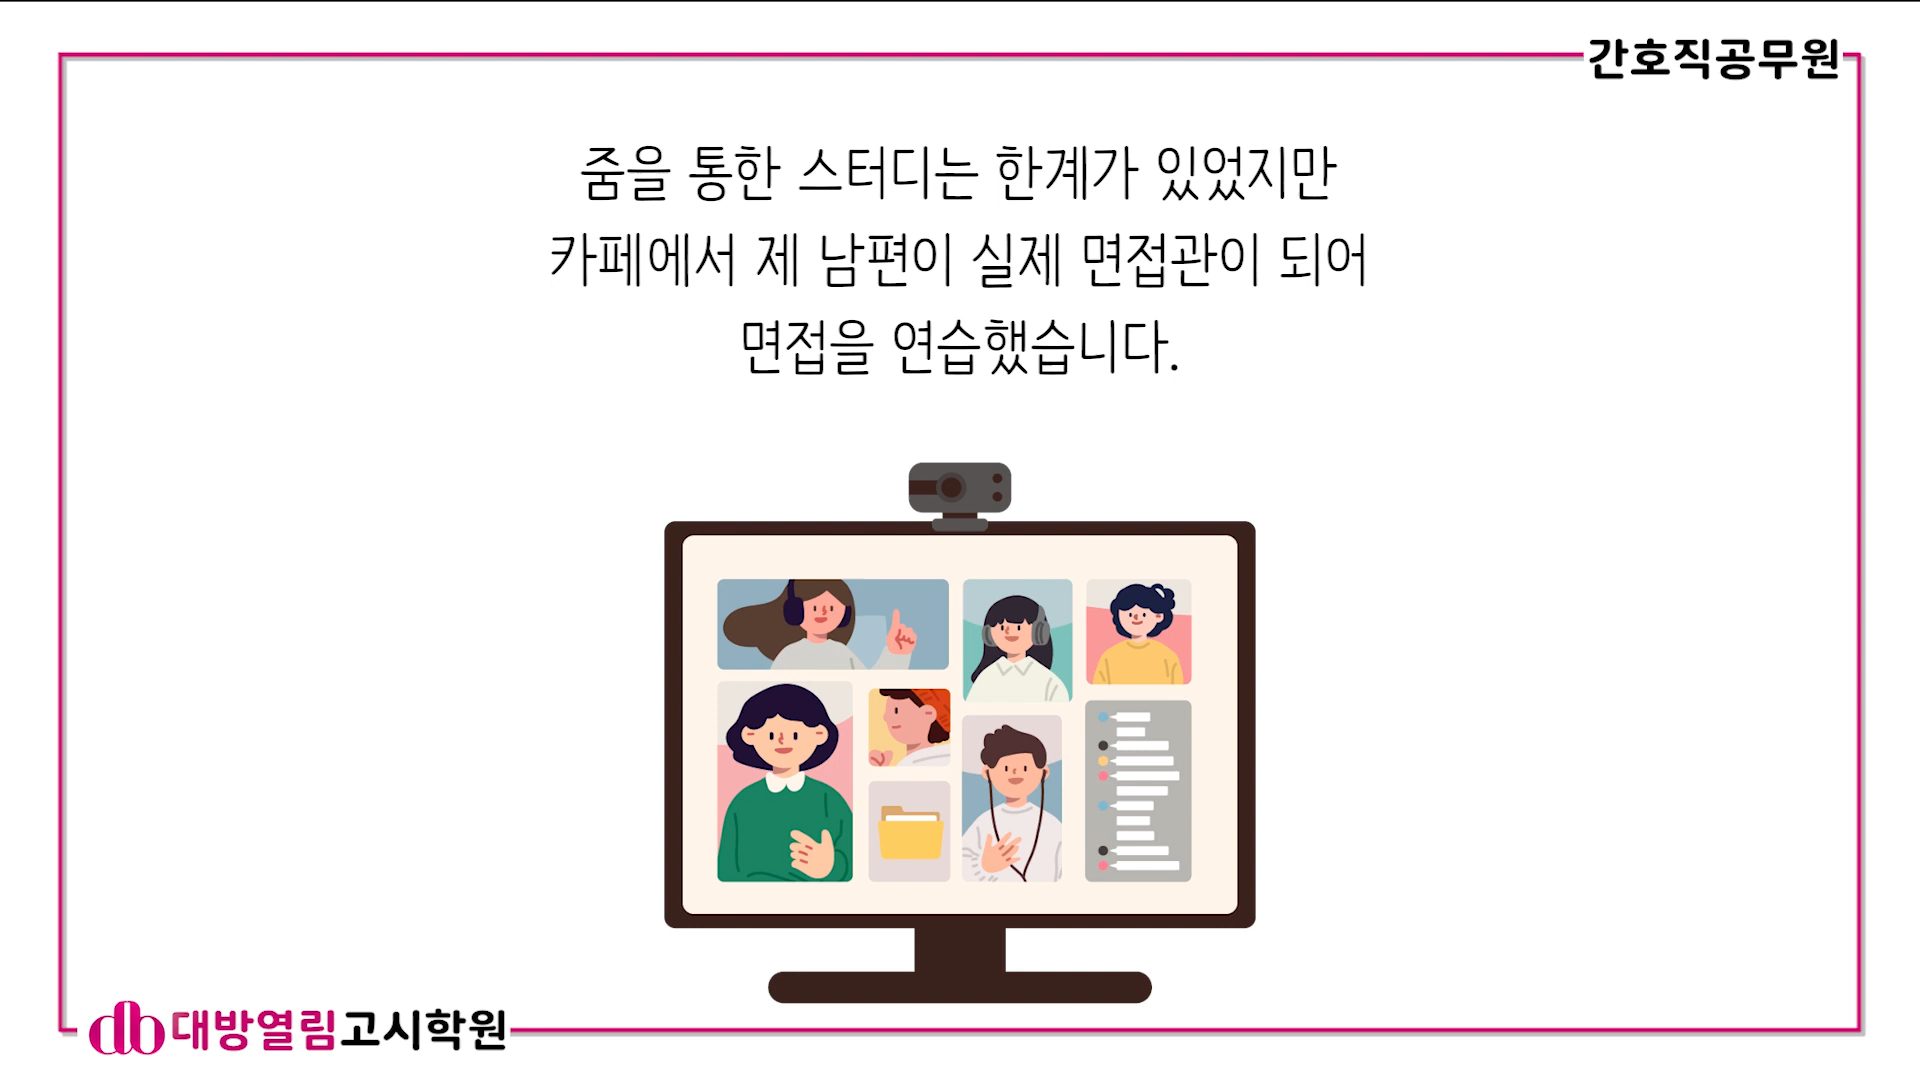 간호직공무원
줌을 통한 스터디는 한계가 있었지만
카페에서 제 남편이 실제 면접관이 되어
면접을 연습했습니다.
db대방열림고시학원